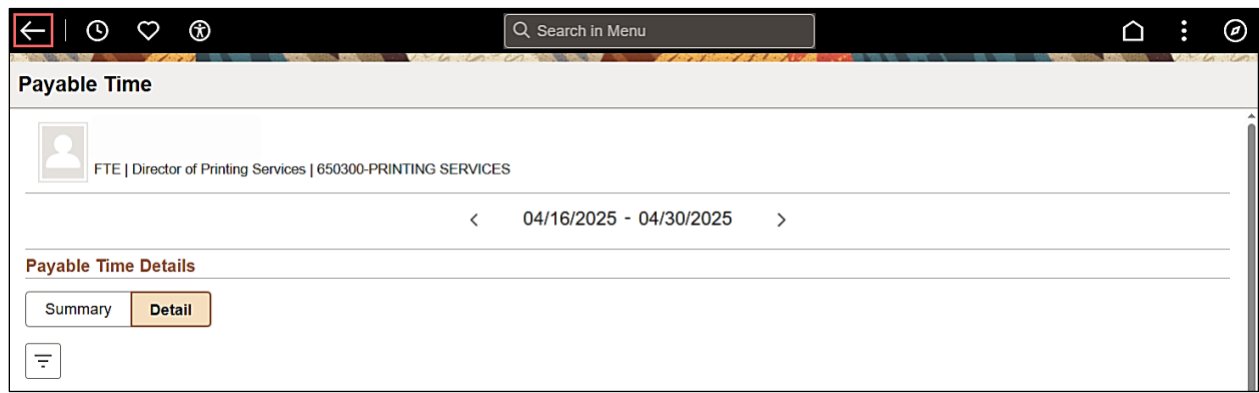 Search in Menu
Payable Time
FTE | Director of Printing Services | 650300-PRINTING SERVICES
04/16/2025 - 04/30/2025
Payable Time Details
Summary Detail